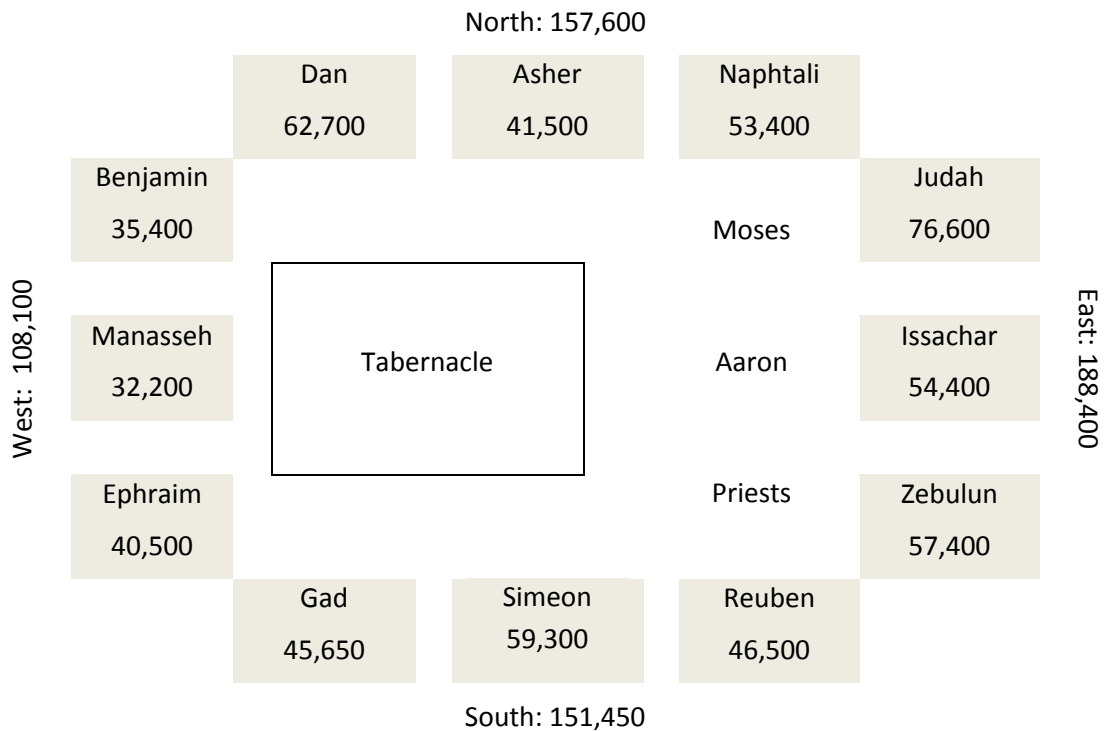 North: 157,600
Dan
62,700
Asher
41,500
Naphtali
53,400
Benjamin
35,400
Moses
Judah
76,600
West: 108,100
Manasseh
32,200
Tabernacle
Aaron
Issachar
54,400
East: 188,400
Ephraim
40,500
Priests
Zebulun
57,400
Gad
45,650
Simeon
59,300
Reuben
46,500
South: 151,450